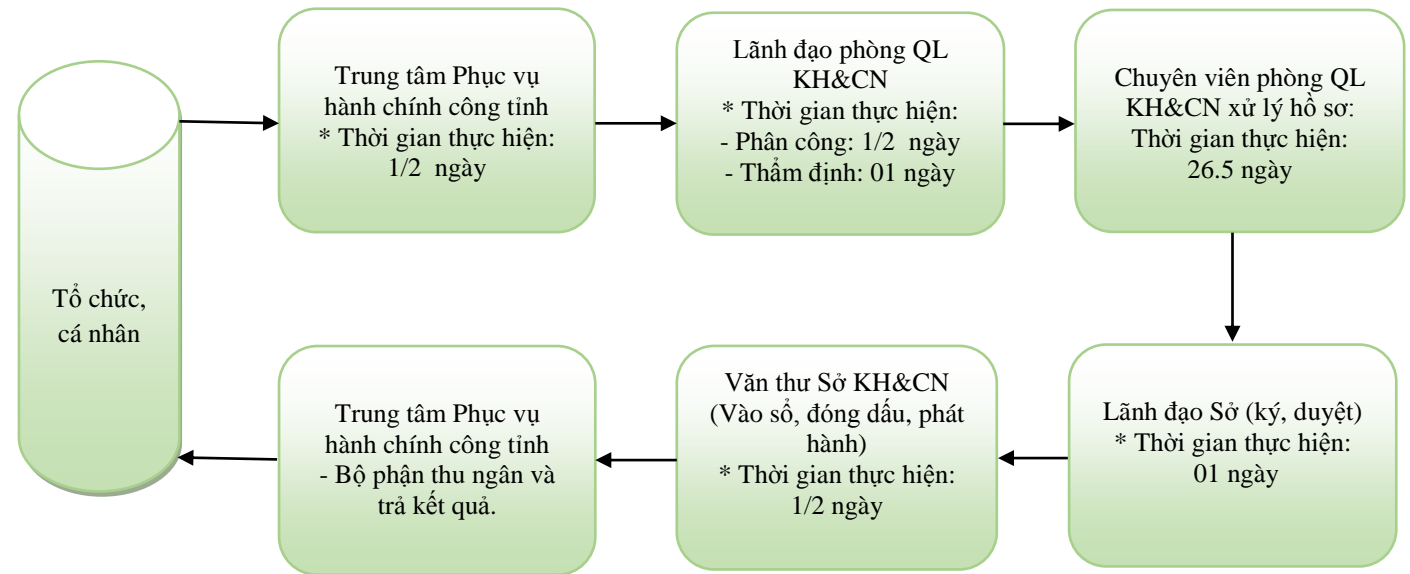 Tổ chức,
cá nhân
Trung tâm Phục vụ
hành chính công tỉnh
* Thời gian thực hiện:
1/2 ngày
Lãnh đạo phòng QL
KH&CN
* Thời gian thực hiện:
- Phân công: 1/2 ngày
- Thẩm định: 01 ngày
Chuyên viên phòng QL
KH&CN xử lý hồ sơ:
Thời gian thực hiện:
26.5 ngày
Lãnh đạo Sở (ký, duyệt)
* Thời gian thực hiện:
01 ngày
Văn thư Sở KH&CN
(Vào sổ, đóng dấu, phát
hành)
* Thời gian thực hiện:
1/2 ngày
Trung tâm Phục vụ
hành chính công tỉnh
- Bộ phận thu ngân và
trả kết quả.